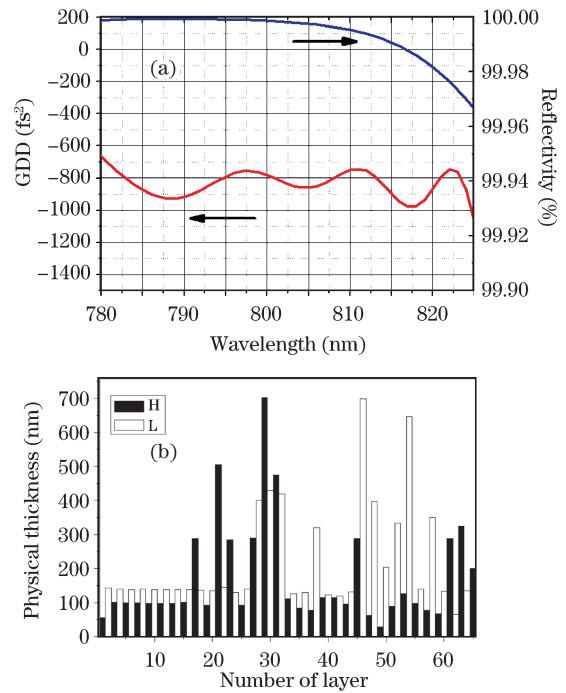 200
0
−200
−400
−600
−800
−1000
−1200
−1400
GDD (fs²)
(a)
100.00
99.98
99.96
99.94
99.92
99.90
Reflectivity (%)
780 790 800 810 820
Wavelength (nm)
700
600
500
400
300
200
100
0
Physical thickness (nm)
H
L
(b)
10 20 30 40 50 60
Number of layer